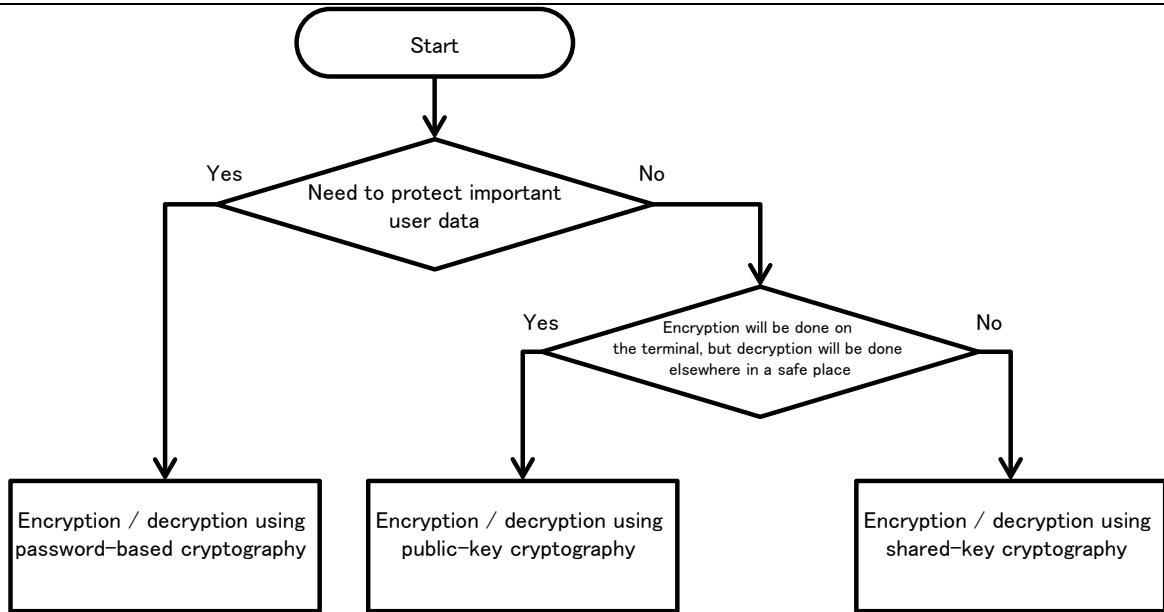 Start
Yes
No
Need to protect important
user data
Yes
No
Encryption will be done on
the terminal, but decryption will be done
elsewhere in a safe place
Encryption / decryption using
password-based cryptography
Encryption / decryption using
public-key cryptography
Encryption / decryption using
shared-key cryptography